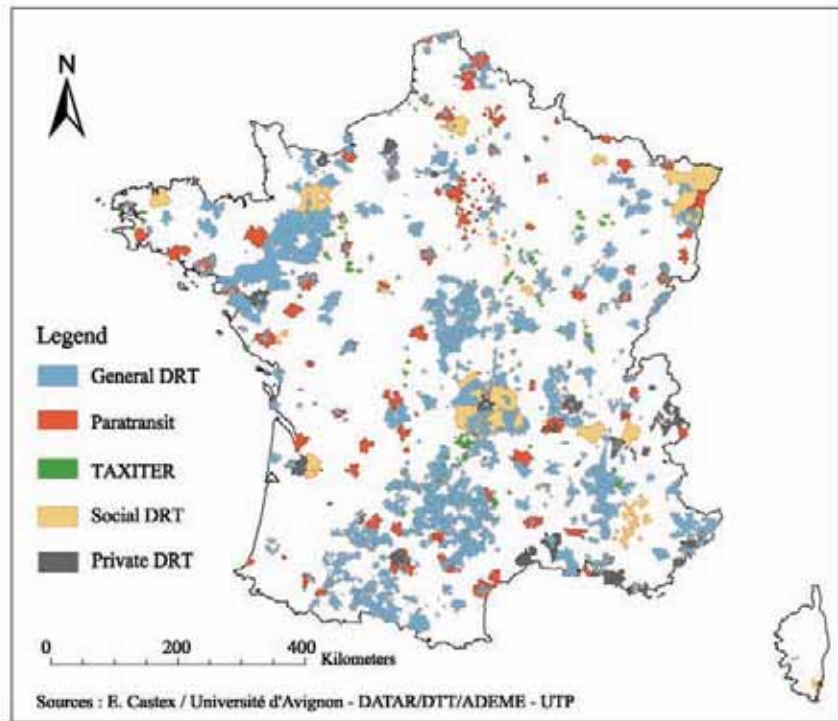 N
Legend
General DRT
Paratransit
TAXITER
Social DRT
Private DRT
0 200 400
Kilometers
Sources : E. Castex / Université d'Avignon - DATAR/DTT/ADEME - UTP